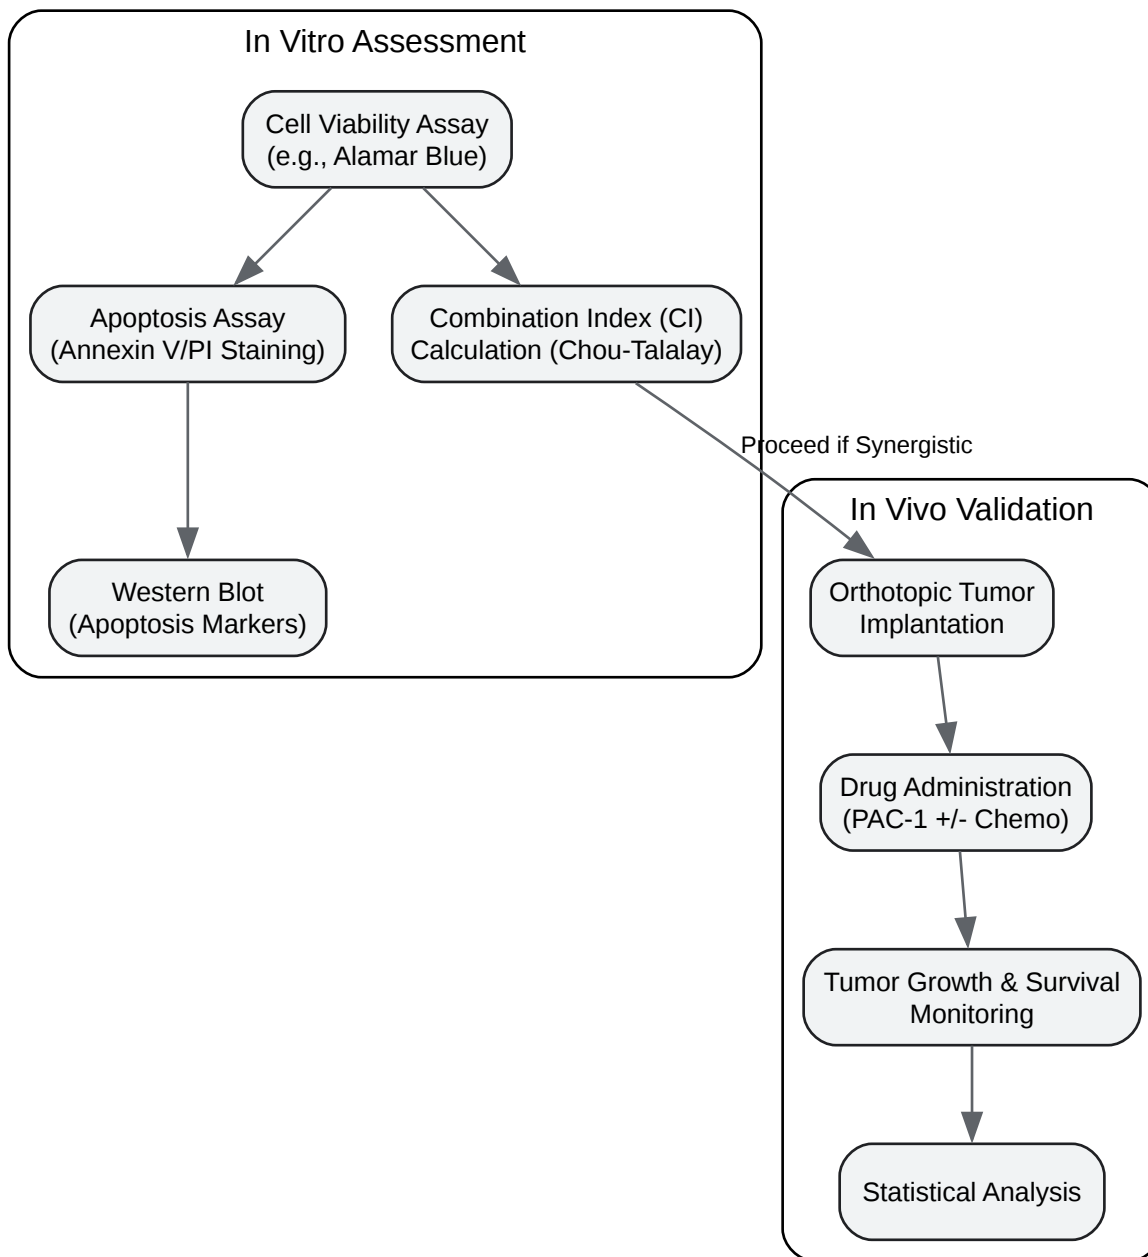 In Vitro Assessment
Cell Viability Assay
(e.g., Alamar Blue)
Apoptosis Assay
(Annexin V/PI Staining)
Combination Index (CI)
Calculation (Chou-Talalay)
Proceed if Synergistic
Western Blot
(Apoptosis Markers)
In Vivo Validation
Orthotopic Tumor
Implantation
Drug Administration
(PAC-1 +/- Chemo)
Tumor Growth & Survival
Monitoring
Statistical Analysis